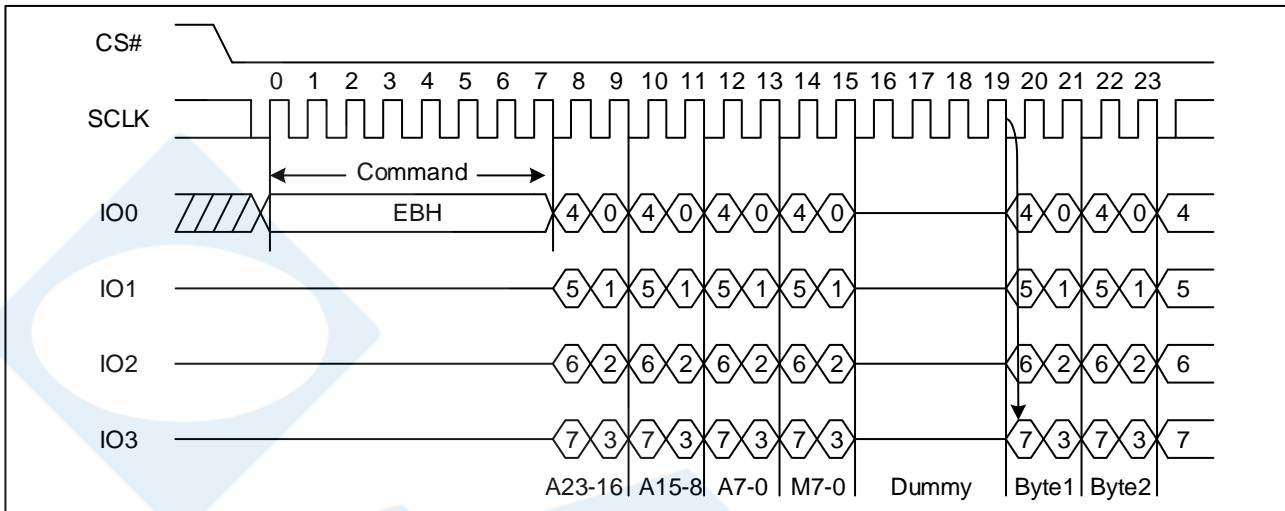 CS#
0 1 2 3 4 5 6 7 8 9 10 11 12 13 14 15 16 17 18 19 20 21 22 23
SCLK
Command
IO0 EBH 4 0 4 0 4 0 4 0 4 0 4 0 4
IO1 5 1 5 1 5 1 5 1 5 1 5 1 5
IO2 6 2 6 2 6 2 6 2 6 2 6 2 6
IO3 7 3 7 3 7 3 7 3 7 3 7 3 7
A23-16 A15-8 A7-0 M7-0 Dummy Byte1 Byte2